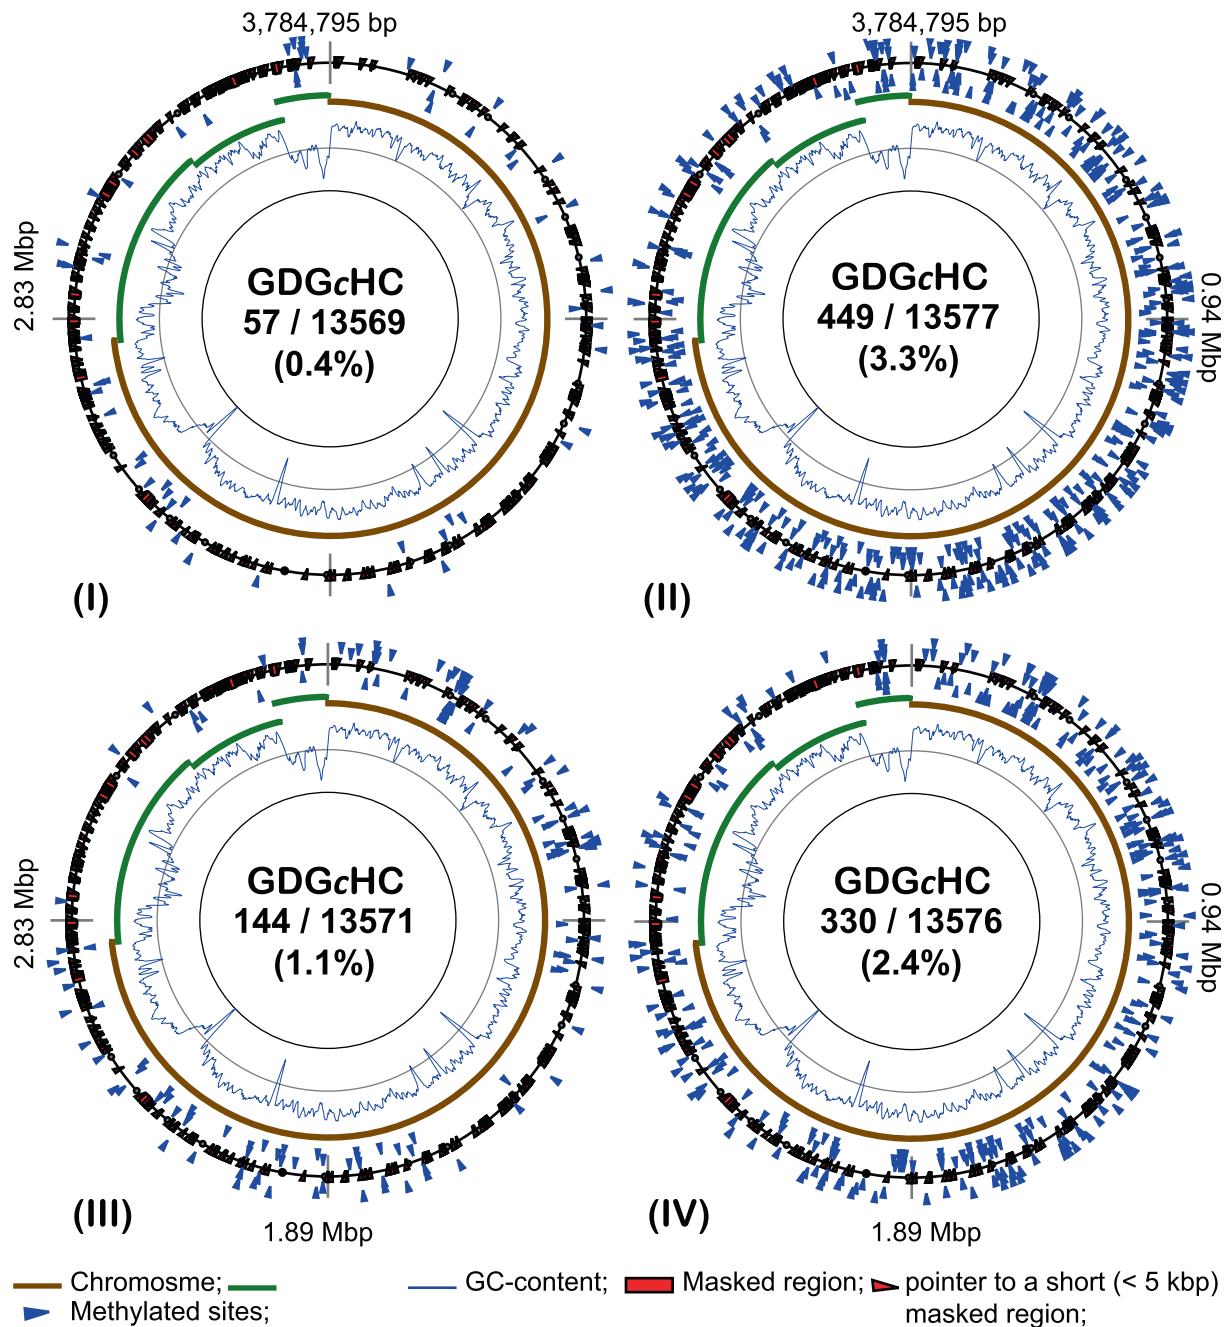 3,784,795 bp
3,784,795 bp
2.83 Mbp
GDGcHC
57 / 13569
(0.4%)
GDGcHC
449 / 13577
(3.3%)
0.94 Mbp
(I)
(II)
2.83 Mbp
GDGcHC
144 / 13571
(1.1%)
GDGcHC
330 / 13576
(2.4%)
0.94 Mbp
(III)
(IV)
1.89 Mbp
1.89 Mbp
Chromosme;
GC-content;
Masked region;
pointer to a short (< 5 kbp)
masked region;
Methylated sites;